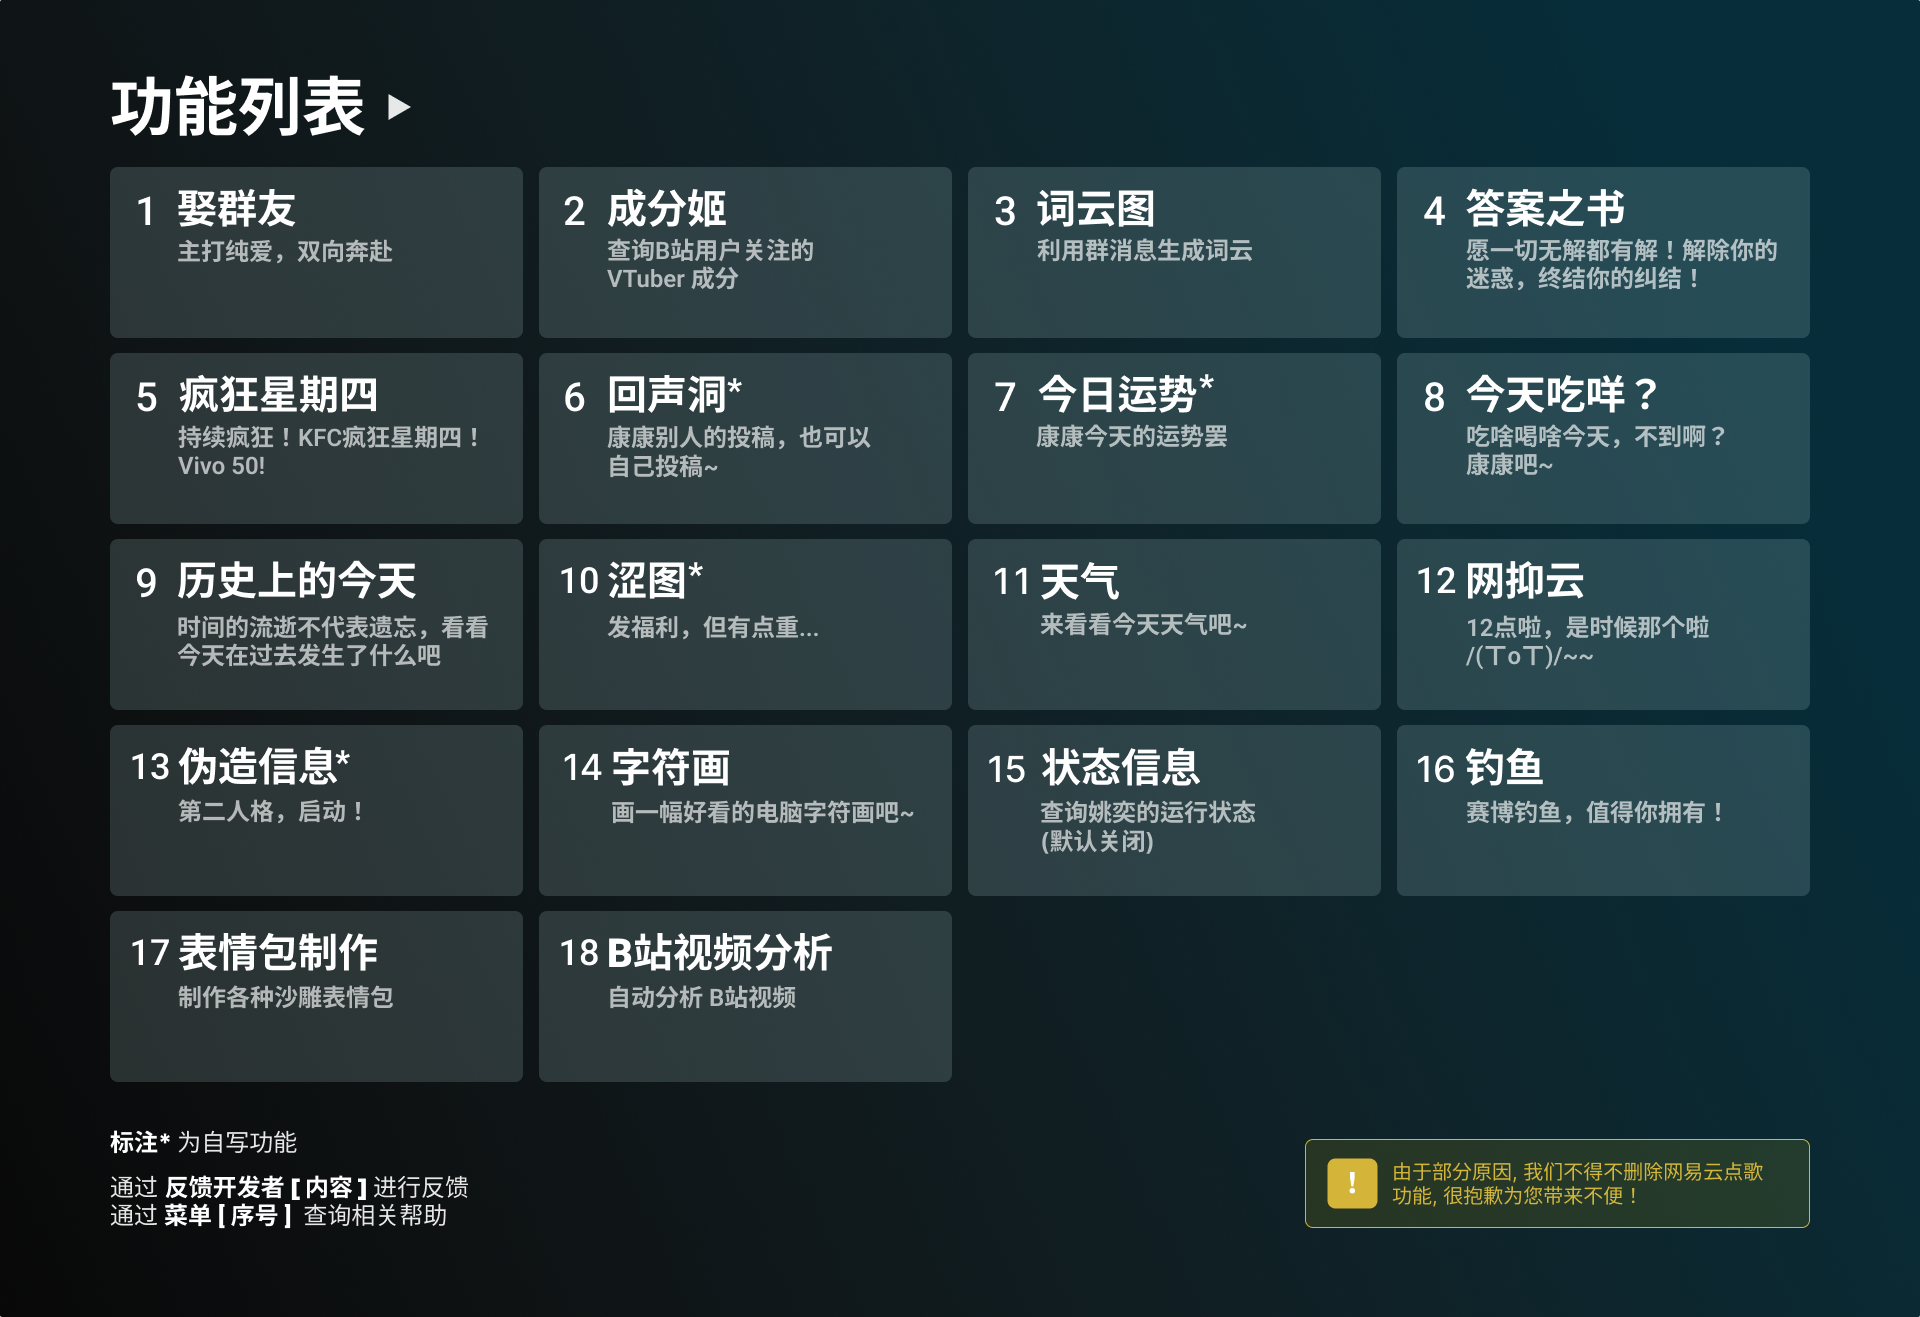 功能列表 ▶
1 娶群友
主打纯爱，双向奔赴
2 成分姬
查询B站用户关注的
VTuber 成分
3 词云图
利用群消息生成词云
4 答案之书
愿一切无解都有解！解除你的
迷惑，终结你的纠结！
5 疯狂星期四
持续疯狂！KFC疯狂星期四！
Vivo 50!
6 回声洞*
康康别人的投稿，也可以
自己投稿~
7 今日运势*
康康今天的运势罢
8 今天吃咩？
吃啥喝啥今天，不到啊？
康康吧~
9 历史上的今天
时间的流逝不代表遗忘，看看
今天在过去发生了什么吧
10 涩图*
发福利，但有点重...
11 天气
来看看今天天气吧~
12 网抑云
12点啦，是时候那个啦
/(ㄒoㄒ)/~~
13 伪造信息*
第二人格，启动！
14 字符画
画一幅好看的电脑字符画吧~
15 状态信息
查询姚奕的运行状态
(默认关闭)
16 钓鱼
赛博钓鱼，值得你拥有！
17 表情包制作
制作各种沙雕表情包
18 B站视频分析
自动分析 B站视频
标注* 为自写功能
通过 反馈开发者 [ 内容 ] 进行反馈
通过 菜单 [ 序号 ] 查询相关帮助
! 由于部分原因, 我们不得不删除网易云点歌
功能, 很抱歉为您带来不便！